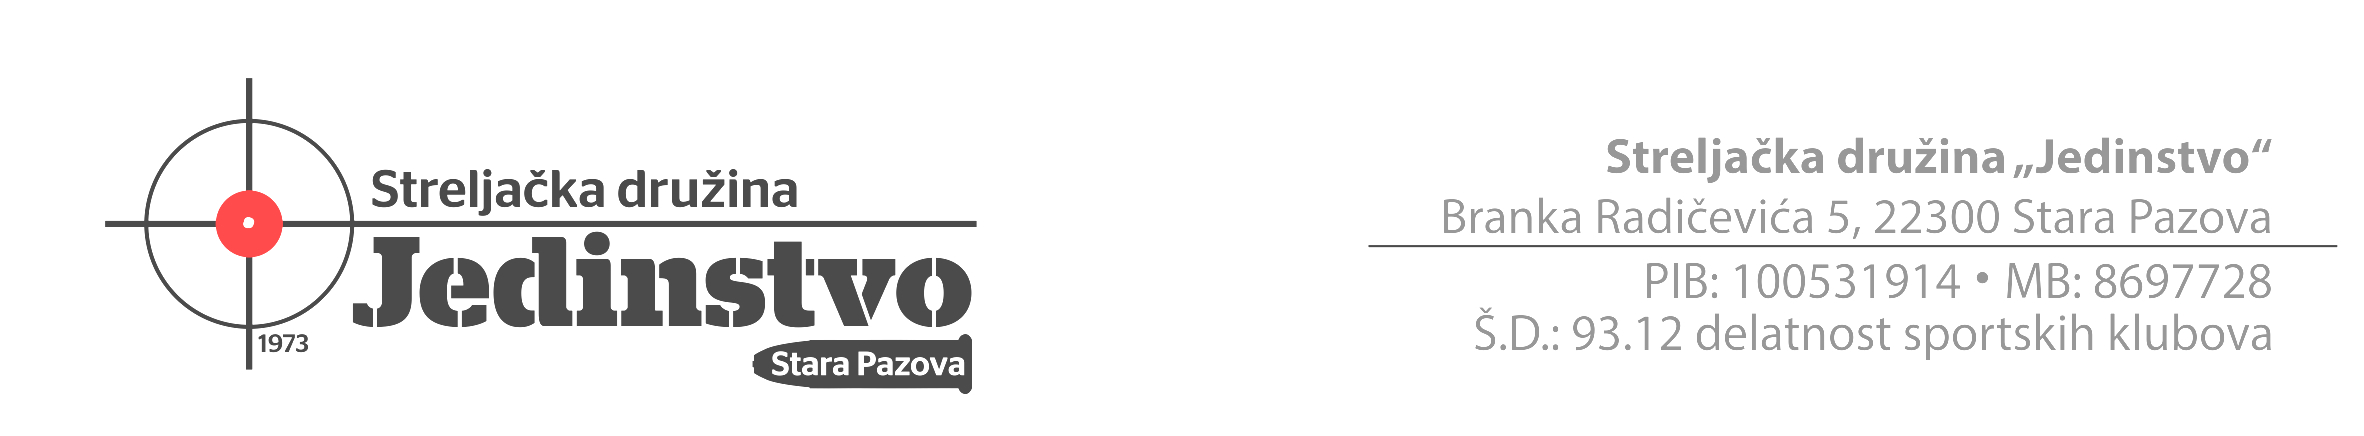 Streljačka družina
Jedinstvo
1973
Stara Pazova
Streljačka družina „Jedinstvo“
Branka Radičevića 5, 22300 Stara Pazova
PIB: 100531914 • MB: 8697728
Š.D.: 93.12 delatnost sportskih klubova